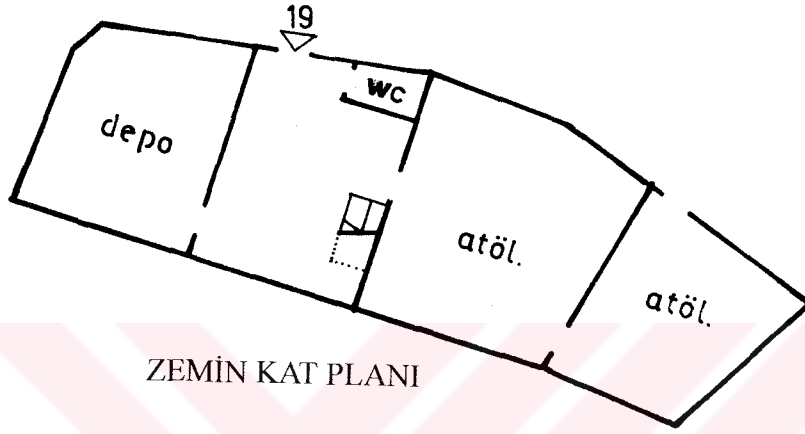 19
wc
depo
atöl.
atöl.
ZEMİN KAT PLANI